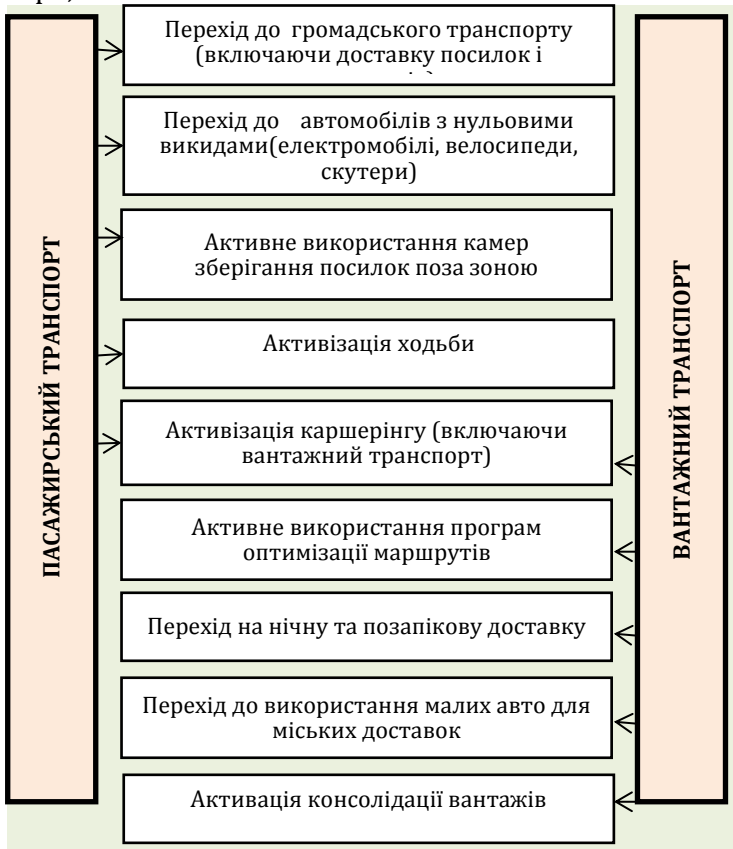 ПАСАЖИРСЬКИЙ ТРАНСПОРТ
Перехід до громадського транспорту
(включаючи доставку посилок і
Перехід до автомобілів з нульовими
викидами(електромобілі, велосипеди,
скутери)
Активне використання камер
зберігання посилок поза зоною
Активізація ходьби
Активізація каршерінгу (включаючи
вантажний транспорт)
Активне використання програм
оптимізації маршрутів
Перехід на нічну та позапікову доставку
Перехід до використання малих авто для
міських доставок
Активація консолідації вантажів
ВАНТАЖНИЙ ТРАНСПОРТ